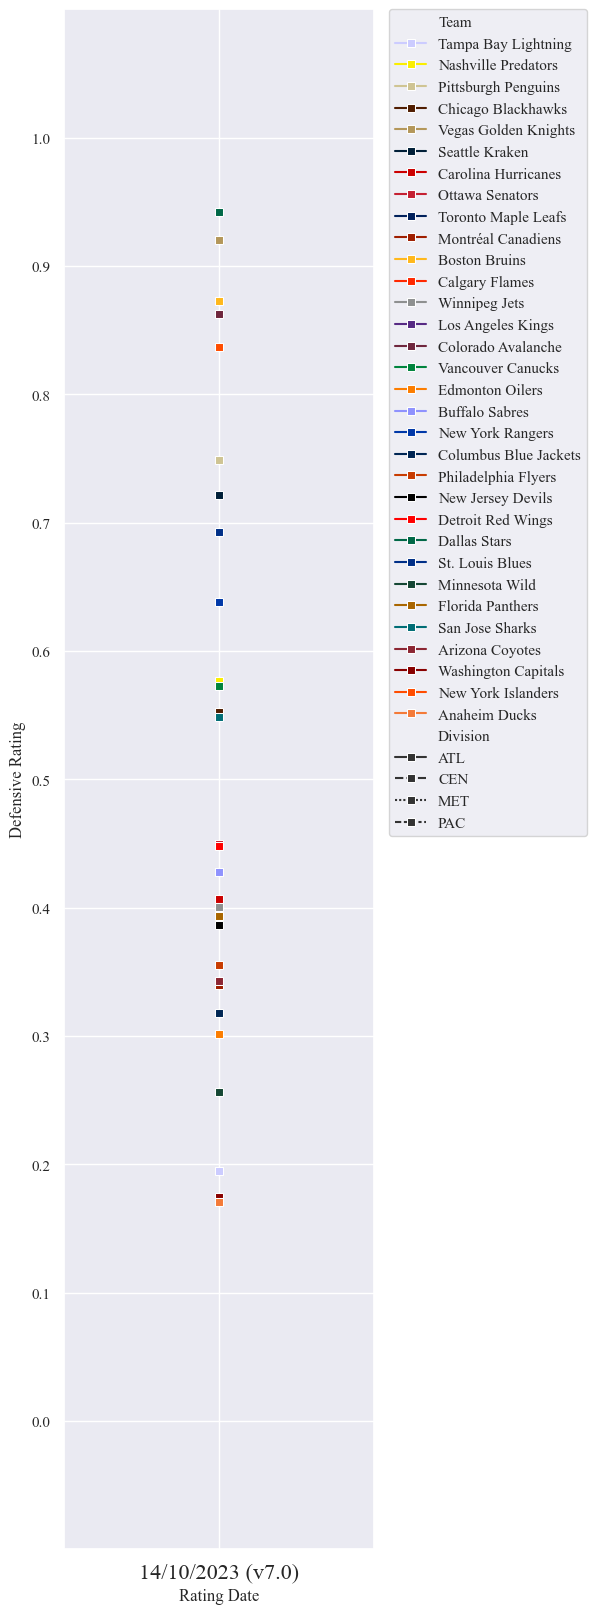 Team
Tampa Bay Lightning
Nashville Predators
Pittsburgh Penguins
Chicago Blackhawks
Vegas Golden Knights
Seattle Kraken
Carolina Hurricanes
Ottawa Senators
Toronto Maple Leafs
Montréal Canadiens
Boston Bruins
Calgary Flames
Winnipeg Jets
Los Angeles Kings
Colorado Avalanche
Vancouver Canucks
Edmonton Oilers
Buffalo Sabres
New York Rangers
Columbus Blue Jackets
Philadelphia Flyers
New Jersey Devils
Detroit Red Wings
Dallas Stars
St. Louis Blues
Minnesota Wild
Florida Panthers
San Jose Sharks
Arizona Coyotes
Washington Capitals
New York Islanders
Anaheim Ducks
Division
ATL
CEN
MET
PAC
Defensive Rating
1.0
0.9
0.8
0.7
0.6
0.5
0.4
0.3
0.2
0.1
0.0
14/10/2023 (v7.0)
Rating Date